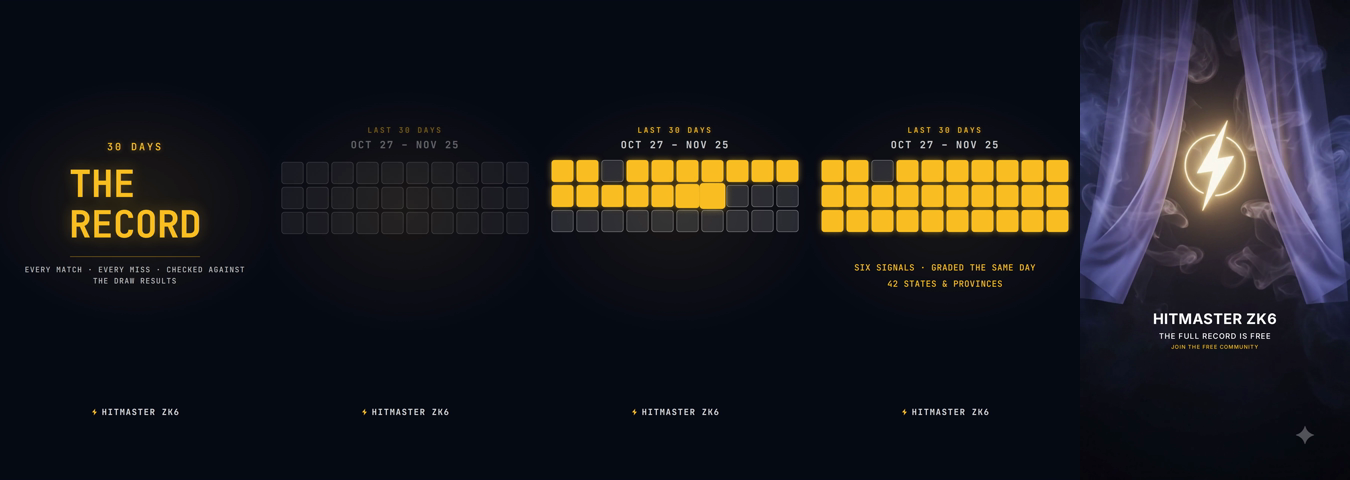 30 DAYS
THE
RECORD
EVERY MATCH · EVERY MISS · CHECKED AGAINST
THE DRAW RESULTS
HITMASTER ZK6
LAST 30 DAYS
OCT 27 – NOV 25
HITMASTER ZK6
LAST 30 DAYS
OCT 27 – NOV 25
HITMASTER ZK6
LAST 30 DAYS
OCT 27 – NOV 25
SIX SIGNALS · GRADED THE SAME DAY
42 STATES & PROVINCES
HITMASTER ZK6
HITMASTER ZK6
THE FULL RECORD IS FREE
JOIN THE FREE COMMUNITY